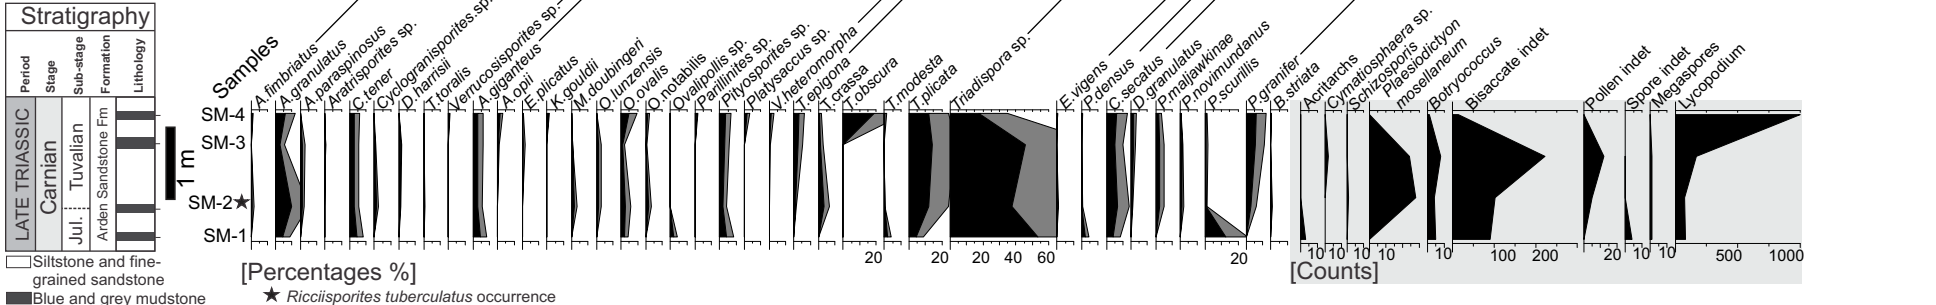 Stratigraphy
Period
Stage
Sub-stage
Formation
Lithology
LATE TRIASSIC
Carnian
Jul.
Tuvalian
Arden Sandstone Fm
1 m
Samples
SM-4
SM-3
SM-2★
SM-1
A.fimbriatus
A.granulatus
A.paraspinosus
Aratrisporites sp.
C.tener
Cyclogranisporites.sp.
D.harrisii
T.toralis
Verrucosisporites sp.
A.giganteus
A.opii
E.plicatus
K.gouldii
M.doubingeri
O.lunzensis
O.ovalis
O.notabilis
Ovalipollis sp.
Parillinites sp.
Pityosporites sp.
Platysaccus sp.
V.heteromorpha
T.epigona
T.crassa
T.obscura
T.modesta
T.plicata
Triadispora sp.
E.vigens
P.densus
C.secatus
D.granulatus
P.maljawkinae
P.novimundanus
P.scurillis
P.granifer
B.striata
Acritarchs
Cymatiosphaera sp.
Schizosporis
Plaesiodictyon
mosellaneum
Botryococcus
Bisaccate indet
Pollen indet
Spore indet
Megaspores
Lycopodium
20 20 20 40 60 20 10 10 10 10 10 100 200 20 10 10 500 1000
[Percentages %]
[Counts]
Siltstone and fine-
grained sandstone
Blue and grey mudstone
★ Ricciisporites tuberculatus occurrence